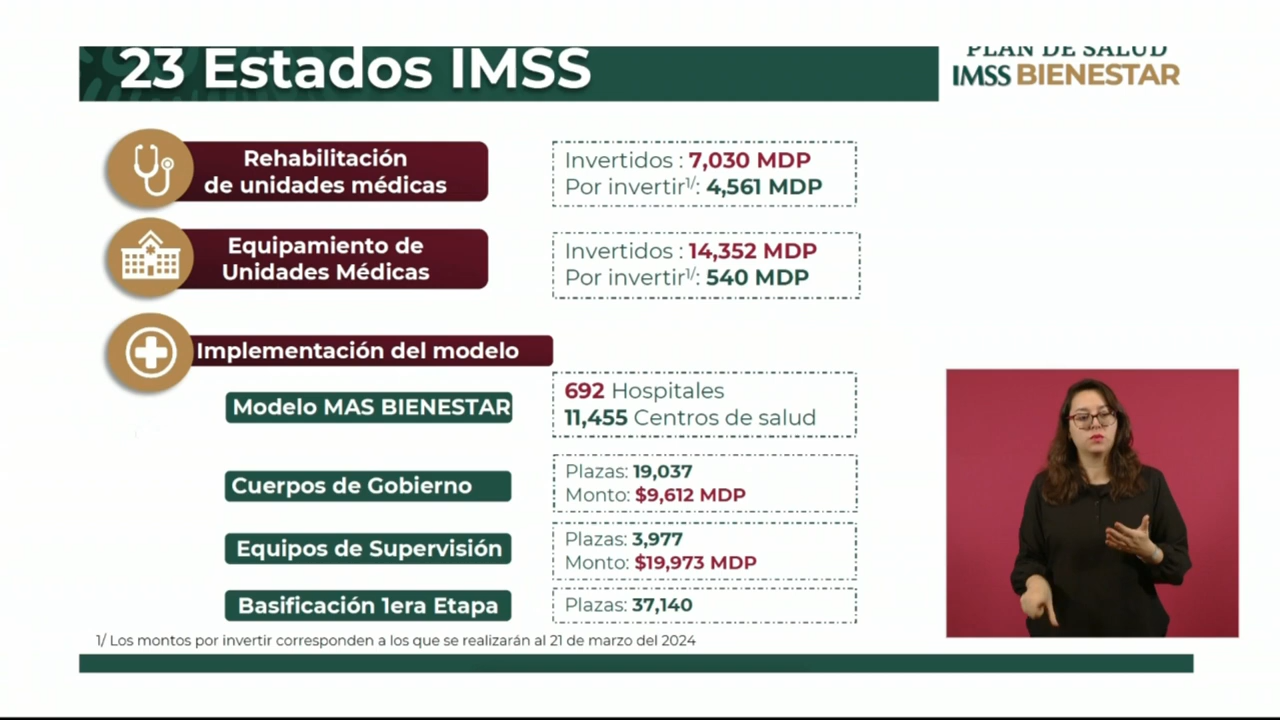 23 Estados IMSS
PLAN DE SALUD
IMSS BIENESTAR
Rehabilitación
de unidades médicas
Invertidos : 7,030 MDP
Por invertir1/: 4,561 MDP
Equipamiento de
Unidades Médicas
Invertidos : 14,352 MDP
Por invertir1/: 540 MDP
Implementación del modelo
Modelo MAS BIENESTAR
692 Hospitales
11,455 Centros de salud
Cuerpos de Gobierno
Plazas: 19,037
Monto: $9,612 MDP
Equipos de Supervisión
Plazas: 3,977
Monto: $19,973 MDP
Basificación 1era Etapa
Plazas: 37,140
1/ Los montos por invertir corresponden a los que se realizarán al 21 de marzo del 2024